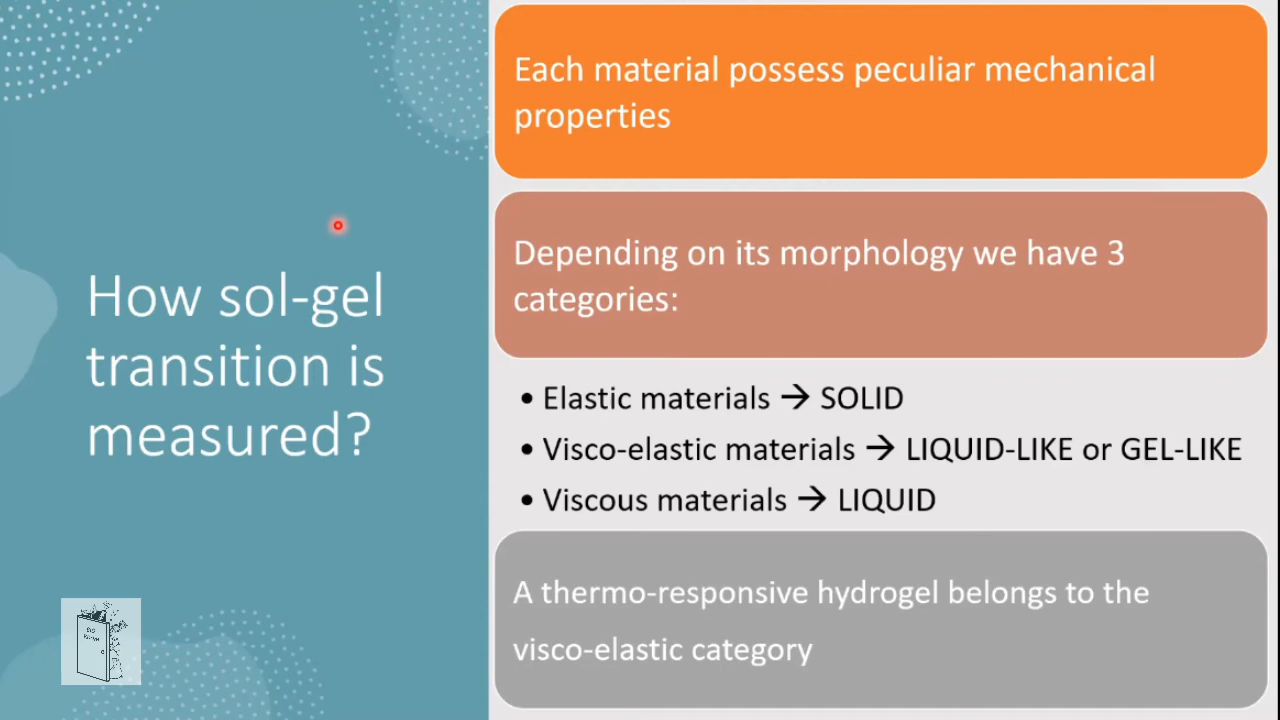 How sol-gel
transition is
measured?
Each material possess peculiar mechanical
properties
Depending on its morphology we have 3
categories:
• Elastic materials → SOLID
• Visco-elastic materials → LIQUID-LIKE or GEL-LIKE
• Viscous materials → LIQUID
A thermo-responsive hydrogel belongs to the
visco-elastic category